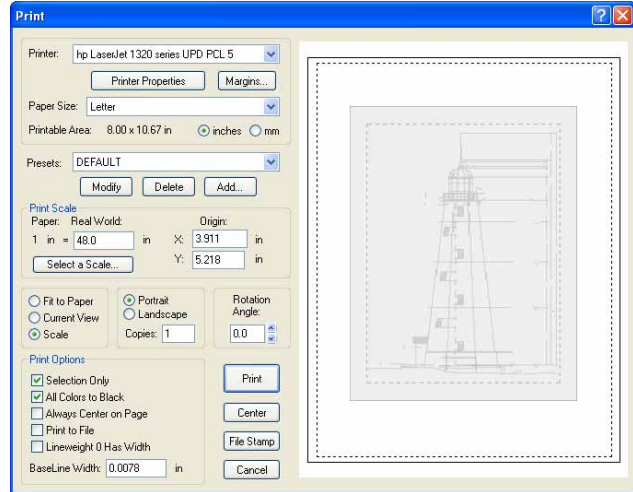 Print
Printer: hp LaserJet 1320 series UPD PCL 5
Printer Properties Margins...
Paper Size: Letter
Printable Area: 8.00 x 10.67 in inches mm
Presets: DEFAULT
Modify Delete Add...
Print Scale
Paper: Real World: Origin:
1 in = 48.0 in X: 3.911 in
Select a Scale... Y: 5.218 in
Fit to Paper Portrait Rotation
Current View Landscape Angle:
Scale Copies: 1 0.0
Print Options
Selection Only Print
All Colors to Black
Always Center on Page Center
Print to File
Lineweight 0 Has Width File Stamp
BaseLine Width: 0.0078 in Cancel